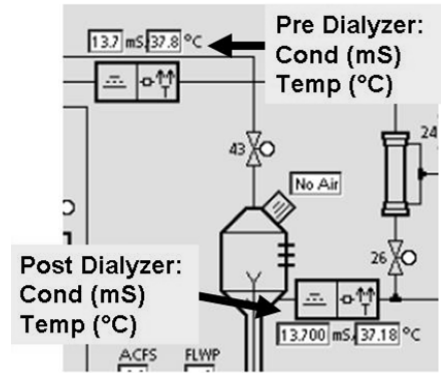 13.7 mS/ 37.8 °C
Pre Dialyzer:
Cond (mS)
Temp (°C)
T
24
43
No Air
26
Post Dialyzer:
Cond (mS)
Temp (°C)
T
13.700 mS/ 37.18 °C
ACFS FLWP